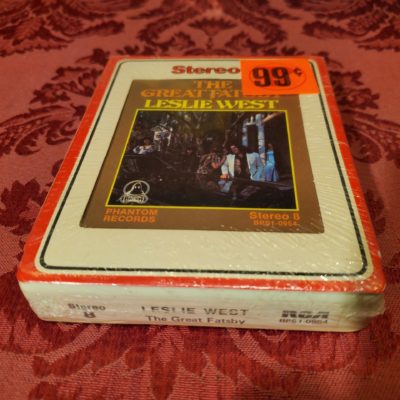 Stereo
99¢
THE
GREAT FATSBY
LESLIE WEST
PHANTOM
RECORDS
Stereo 8
BPS1-0954
Stereo
8
LESLIE WEST
The Great Fatsby
RCA
BPS1-0954